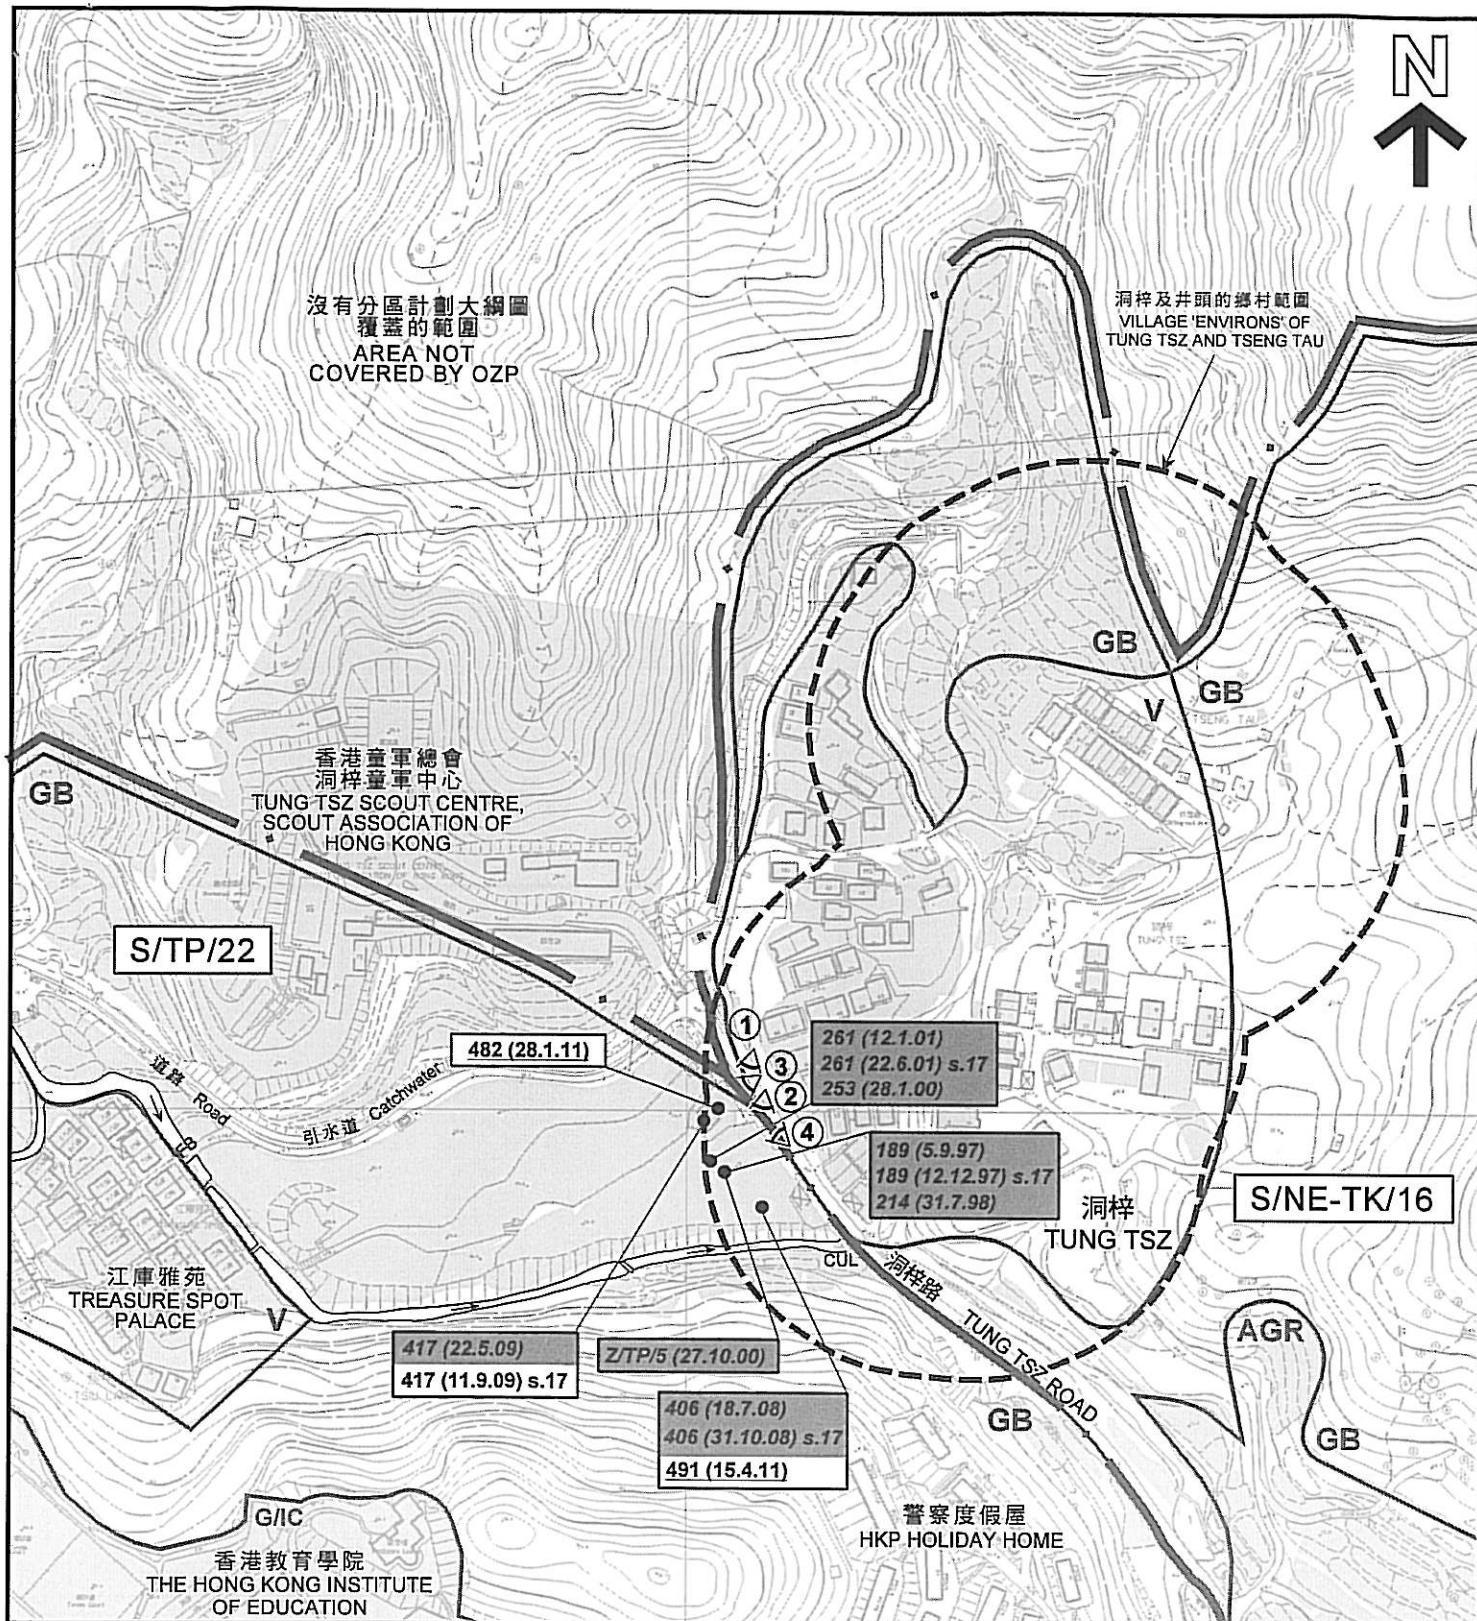 N
沒有分區計劃大綱圖
覆蓋的範圍
AREA NOT
COVERED BY OZP
洞梓及井頭的鄉村範圍
VILLAGE 'ENVIRONS' OF
TUNG TSZ AND TSENG TAU
GB
GB
V
TSENG TAU
香港童軍總會
洞梓童軍中心
TUNG TSZ SCOUT CENTRE,
SCOUT ASSOCIATION OF
HONG KONG
GB
S/TP/22
TUNG TSZ
482 (28.1.11)
1
3
2
4
261 (12.1.01)
261 (22.6.01) s.17
253 (28.1.00)
道路 Road
引水道 Catchwater
189 (5.9.97)
189 (12.12.97) s.17
214 (31.7.98)
S/NE-TK/16
洞梓
TUNG TSZ
CUL
洞梓路 TUNG TSZ ROAD
江庫雅苑
TREASURE SPOT
PALACE
V
417 (22.5.09)
417 (11.9.09) s.17
Z/TP/5 (27.10.00)
406 (18.7.08)
406 (31.10.08) s.17
491 (15.4.11)
AGR
GB
GB
G/IC
香港教育學院
THE HONG KONG INSTITUTE
OF EDUCATION
警察度假屋
HKP HOLIDAY HOME